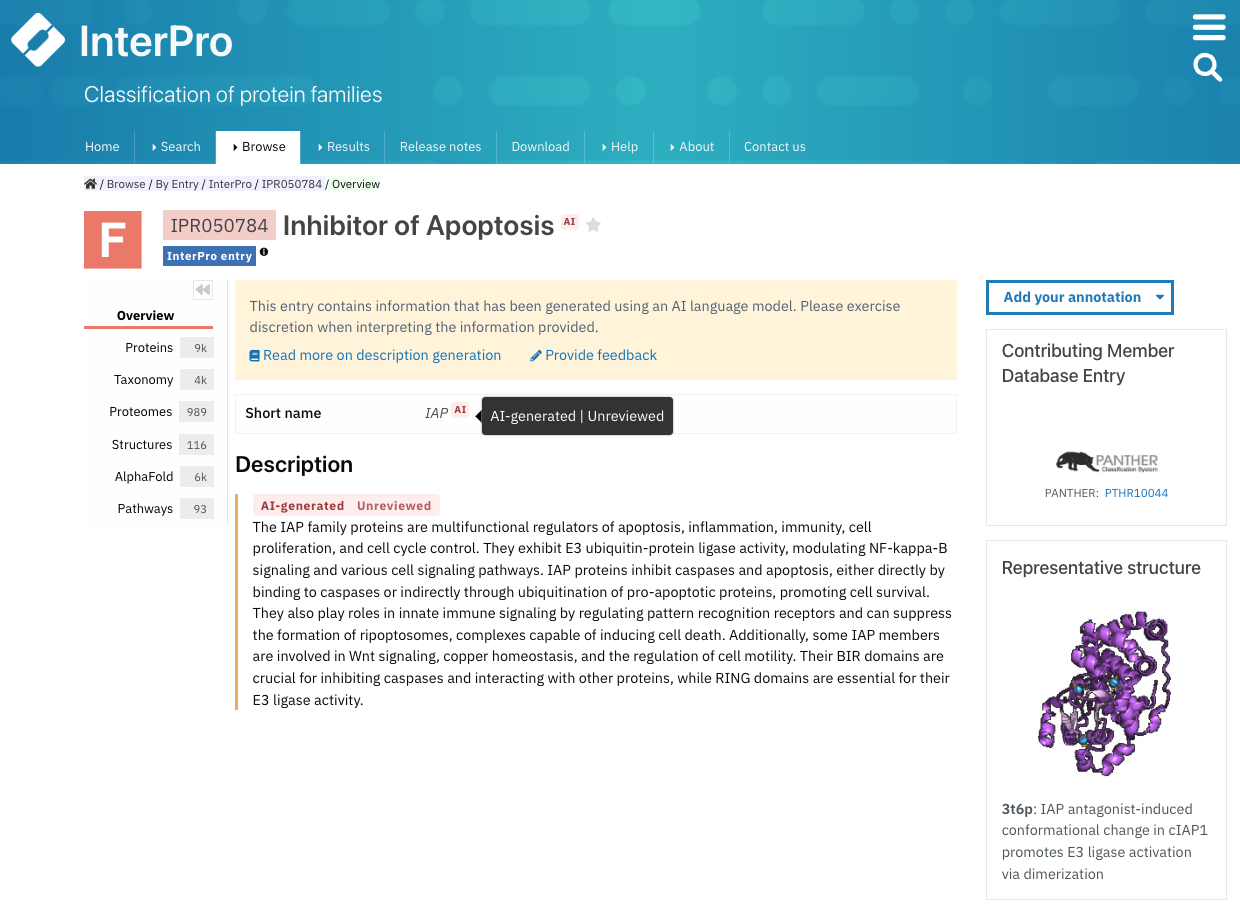 InterPro
Classification of protein families
Home Search Browse Results Release notes Download Help About Contact us
/ Browse / By Entry / InterPro / IPR050784 / Overview
F
IPR050784 Inhibitor of Apoptosis AI
InterPro entry
Overview
Proteins 9k
Taxonomy 4k
Proteomes 989
Structures 116
AlphaFold 6k
Pathways 93
This entry contains information that has been generated using an AI language model. Please exercise
discretion when interpreting the information provided.
Read more on description generation Provide feedback
Short name IAP AI AI-generated | Unreviewed
Description
AI-generated Unreviewed
The IAP family proteins are multifunctional regulators of apoptosis, inflammation, immunity, cell
proliferation, and cell cycle control. They exhibit E3 ubiquitin-protein ligase activity, modulating NF-kappa-B
signaling and various cell signaling pathways. IAP proteins inhibit caspases and apoptosis, either directly by
binding to caspases or indirectly through ubiquitination of pro-apoptotic proteins, promoting cell survival.
They also play roles in innate immune signaling by regulating pattern recognition receptors and can suppress
the formation of ripoptosomes, complexes capable of inducing cell death. Additionally, some IAP members
are involved in Wnt signaling, copper homeostasis, and the regulation of cell motility. Their BIR domains are
crucial for inhibiting caspases and interacting with other proteins, while RING domains are essential for their
E3 ligase activity.
Add your annotation
Contributing Member
Database Entry
PANTHER
Classification System
PANTHER: PTHR10044
Representative structure
3t6p: IAP antagonist-induced
conformational change in cIAP1
promotes E3 ligase activation
via dimerization